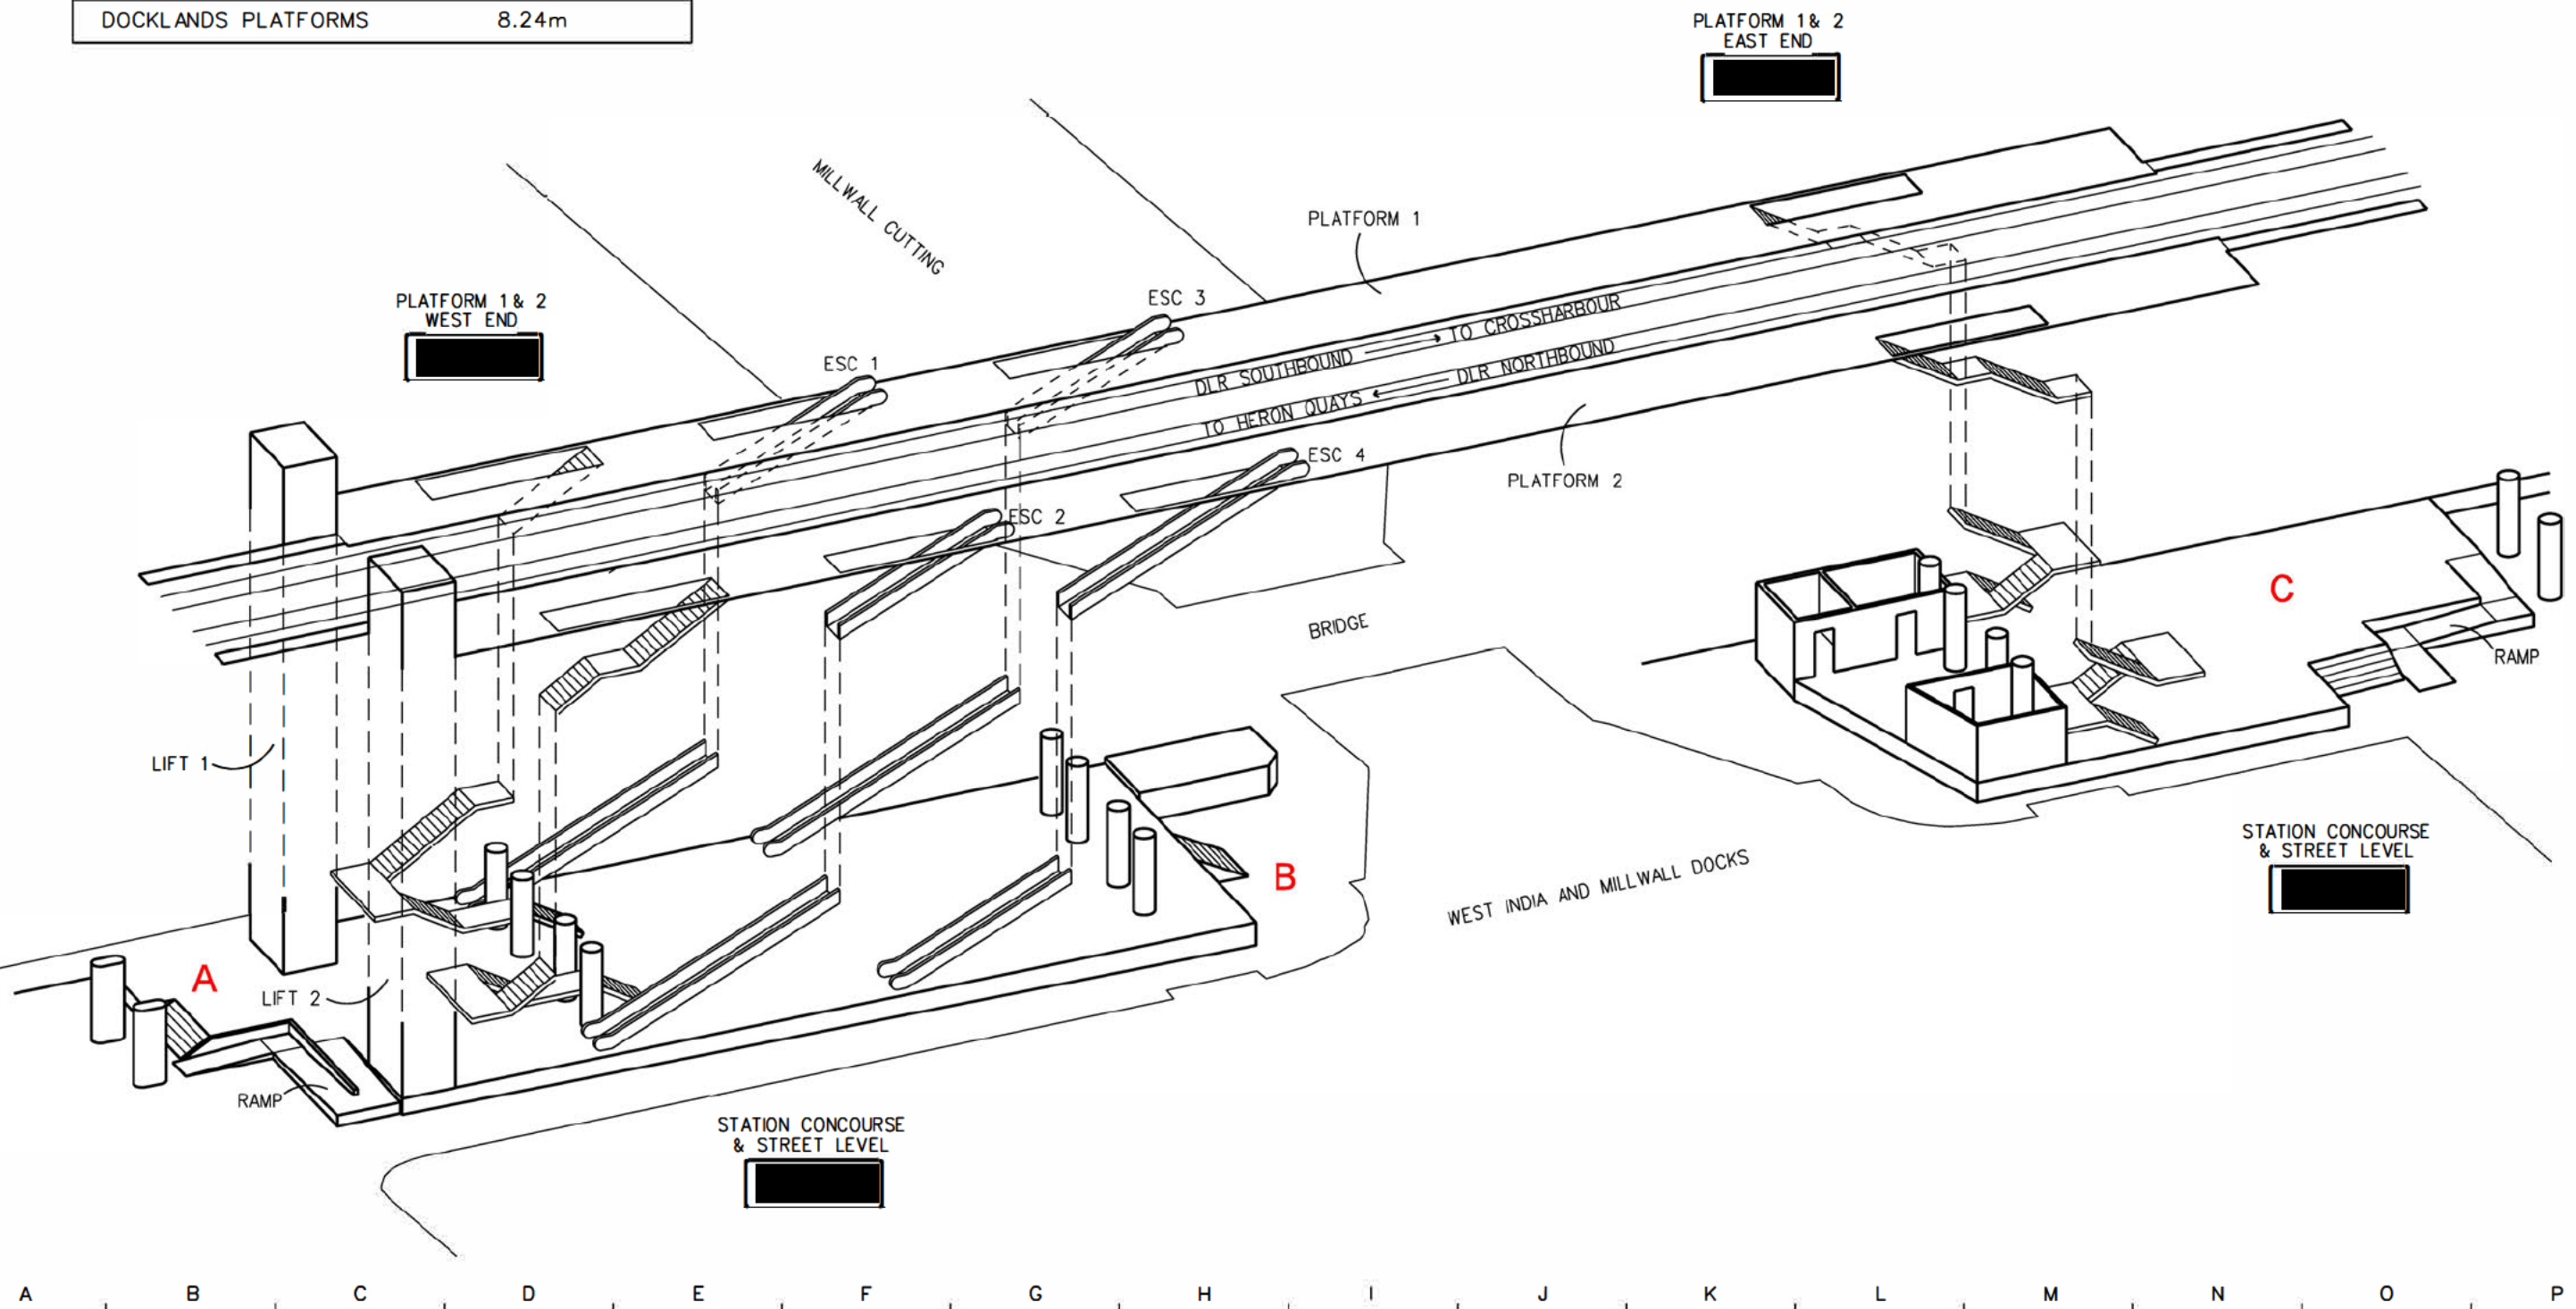 DOCKLANDS PLATFORMS 8.24m
PLATFORM 1& 2
EAST END
MILLWALL CUTTING
PLATFORM 1
PLATFORM 1& 2
WEST END
ESC 3
ESC 1
DLR SOUTHBOUND
TO CROSSHARBOUR
TO HERON QUAYS
DLR NORTHBOUND
ESC 4
PLATFORM 2
ESC 2
C
BRIDGE
RAMP
LIFT 1
STATION CONCOURSE
& STREET LEVEL
B
WEST INDIA AND MILLWALL DOCKS
A
LIFT 2
RAMP
STATION CONCOURSE
& STREET LEVEL
A B C D E F G H I J K L M N O P